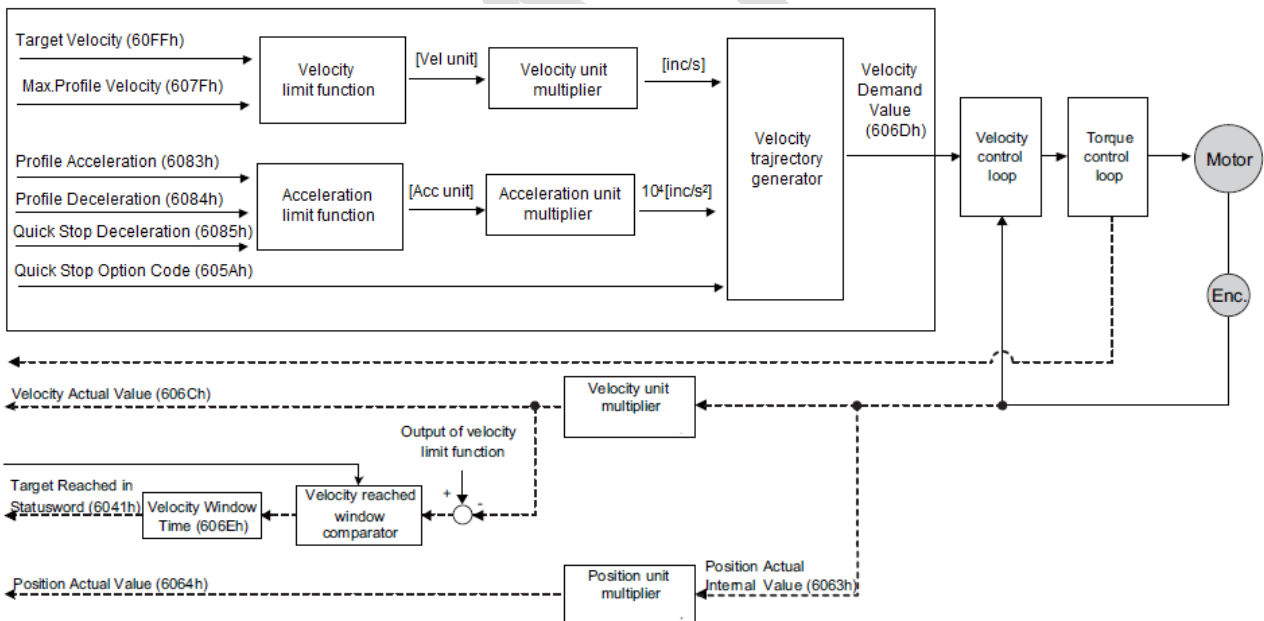 Target Velocity (60FFh)
Max.Profile Velocity (607Fh)
Velocity
limit function
[Vel unit]
Velocity unit
multiplier
[inc/s]
Profile Acceleration (6083h)
Profile Deceleration (6084h)
Quick Stop Deceleration (6085h)
Quick Stop Option Code (605Ah)
Acceleration
limit function
[Acc unit]
Acceleration unit
multiplier
10⁴[inc/s²]
Velocity
trajrectory
generator
Velocity
Demand
Value
(606Dh)
Velocity
control
loop
Torque
control
loop
Motor
Enc.
Velocity Actual Value (606Ch)
Velocity unit
multiplier
Output of velocity
limit function
+
-
Target Reached in
Statusword (6041h)
Velocity Window
Time (606Eh)
Velocity reached
window
comparator
Position Actual Value (6064h)
Position unit
multiplier
Position Actual
Internal Value (6063h)